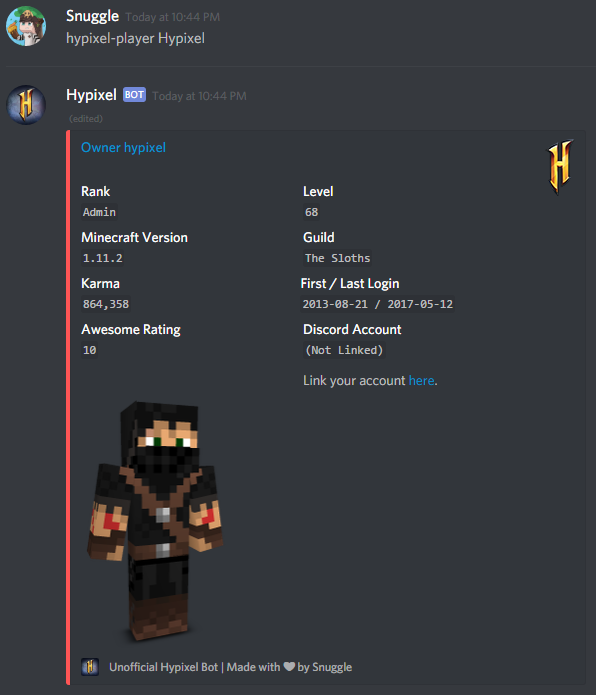 Snuggle Today at 10:44 PM
hypixel-player Hypixel
Hypixel BOT Today at 10:44 PM
(edited)
Owner hypixel
Rank Level
Admin 68
Minecraft Version Guild
1.11.2 The Sloths
Karma First / Last Login
864,358 2013-08-21 / 2017-05-12
Awesome Rating Discord Account
10 (Not Linked)
Link your account here.
Unofficial Hypixel Bot | Made with ❤ by Snuggle